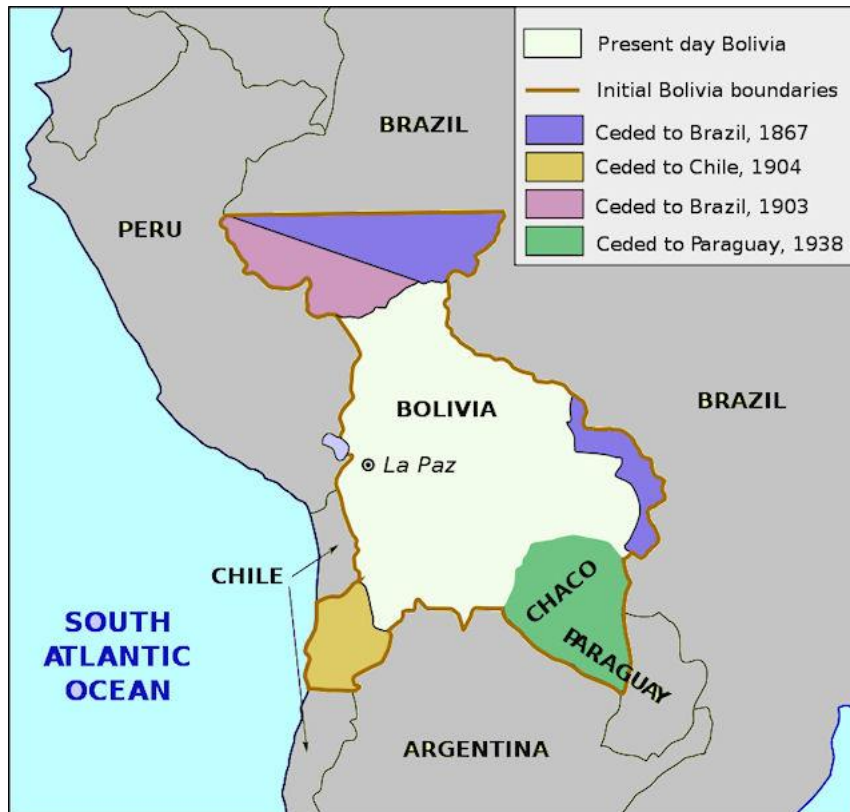 Present day Bolivia
Initial Bolivia boundaries
Ceded to Brazil, 1867
Ceded to Chile, 1904
Ceded to Brazil, 1903
Ceded to Paraguay, 1938
BRAZIL
PERU
BOLIVIA
BRAZIL
La Paz
CHILE
CHACO
PARAGUAY
SOUTH
ATLANTIC
OCEAN
ARGENTINA